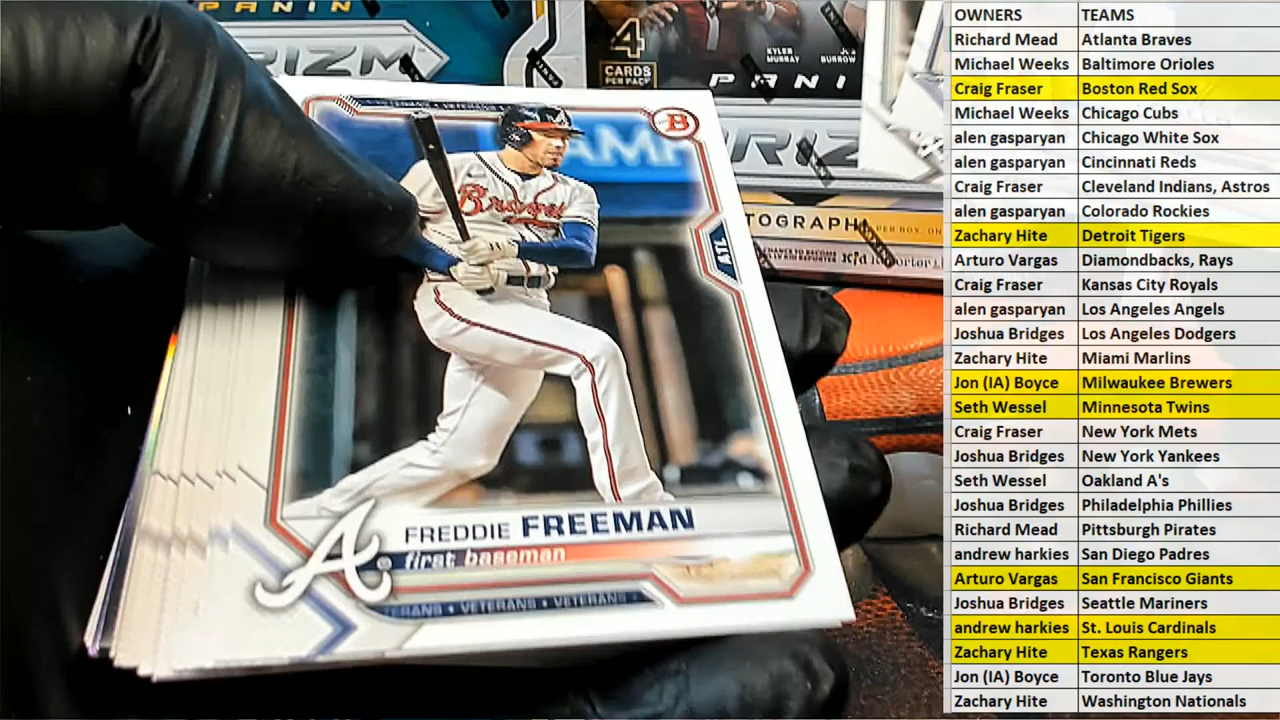 PANINI
PRIZM
4
CARDS
PER PACK
KYLER
MURRAY
JOE
BURROW
PANINI
PRIZM
VETERANS
B
Braves
ATL
A
FREDDIE FREEMAN
first baseman
VETERANS • VETERANS
OWNERS TEAMS
Richard Mead Atlanta Braves
Michael Weeks Baltimore Orioles
Craig Fraser Boston Red Sox
Michael Weeks Chicago Cubs
alen gasparyan Chicago White Sox
alen gasparyan Cincinnati Reds
Craig Fraser Cleveland Indians, Astros
alen gasparyan Colorado Rockies
Zachary Hite Detroit Tigers
Arturo Vargas Diamondbacks, Rays
Craig Fraser Kansas City Royals
alen gasparyan Los Angeles Angels
Joshua Bridges Los Angeles Dodgers
Zachary Hite Miami Marlins
Jon (IA) Boyce Milwaukee Brewers
Seth Wessel Minnesota Twins
Craig Fraser New York Mets
Joshua Bridges New York Yankees
Seth Wessel Oakland A's
Joshua Bridges Philadelphia Phillies
Richard Mead Pittsburgh Pirates
andrew harkies San Diego Padres
Arturo Vargas San Francisco Giants
Joshua Bridges Seattle Mariners
andrew harkies St. Louis Cardinals
Zachary Hite Texas Rangers
Jon (IA) Boyce Toronto Blue Jays
Zachary Hite Washington Nationals